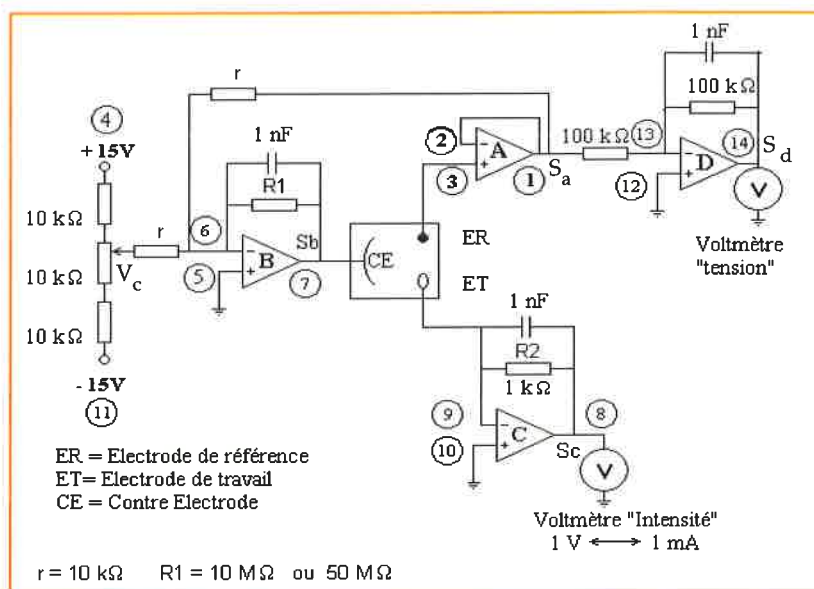 1 nF
r
100 kΩ
4
+15V
1 nF
2
A
100 kΩ
13
14
S
d
D
R1
3
1
S
a
12
10 kΩ
r
6
V
Sb
ER
Voltmètre
"tension"
B
CE
10 kΩ
V
c
5
7
ET
1 nF
10 kΩ
R2
1 kΩ
- 15V
9
8
11
C
10
Sc
V
ER = Electrode de référence
ET= Electrode de travail
CE = Contre Electrode
Voltmètre "Intensité"
1 V ⟷ 1 mA
r = 10 kΩ R1 = 10 MΩ ou 50 MΩ